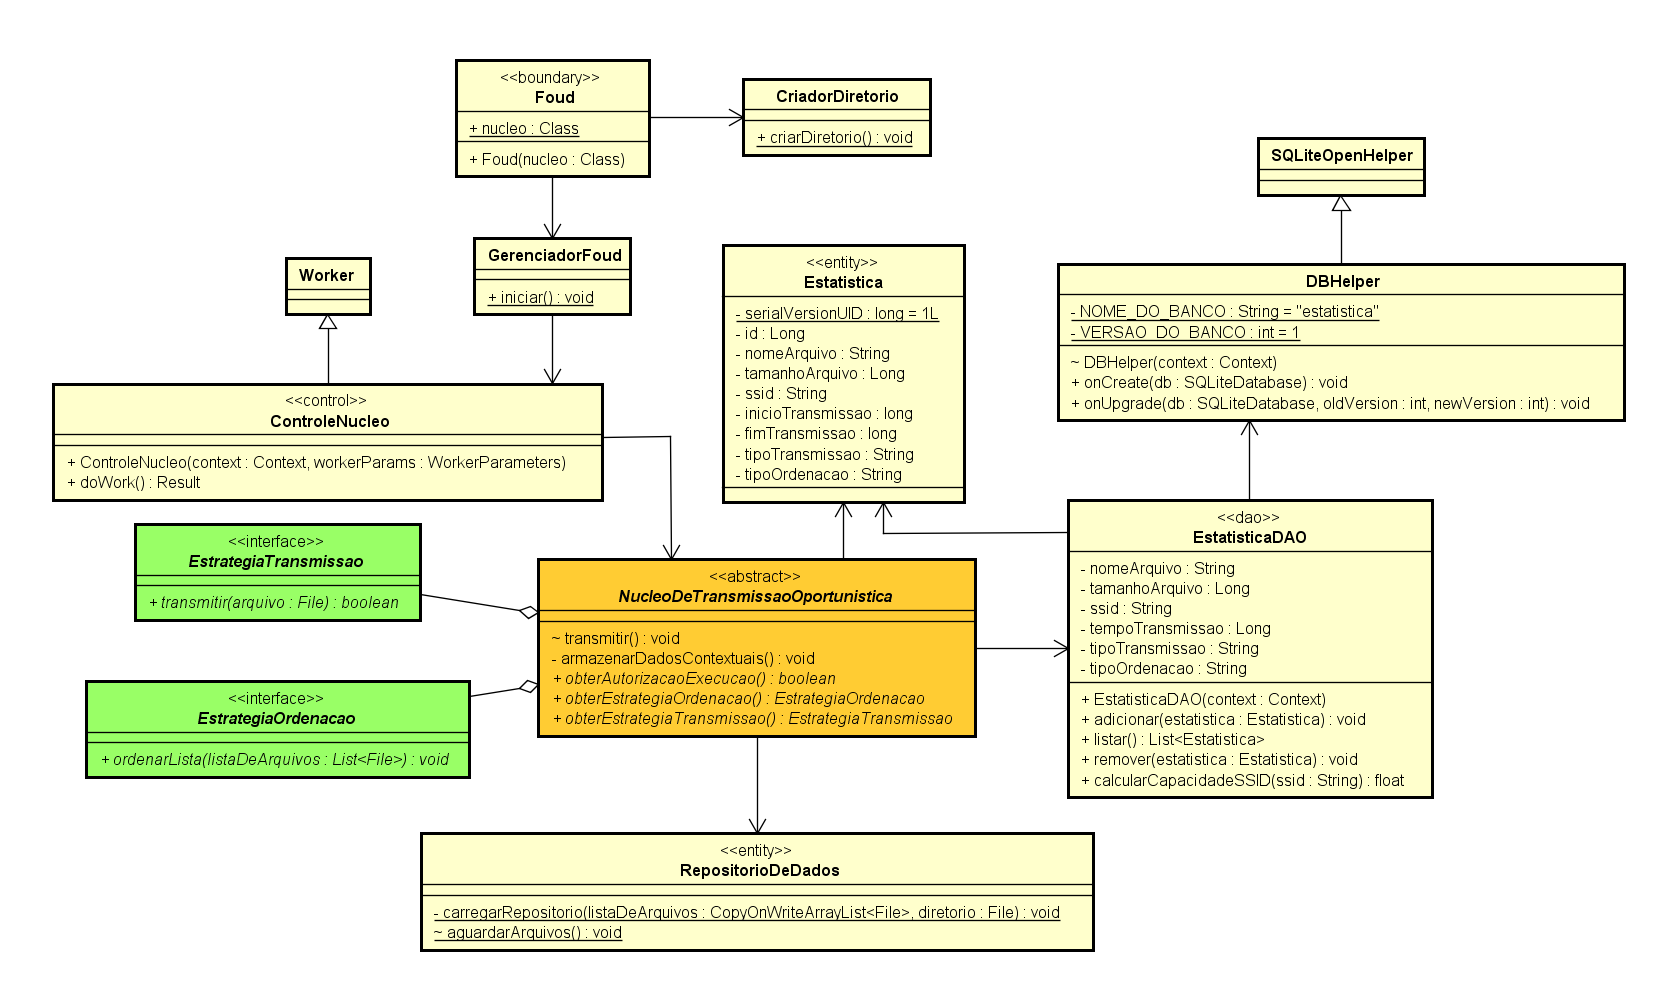 <<boundary>>
Foud
+ nucleo : Class
+ Foud(nucleo : Class)
CriadorDiretorio
+ criarDiretorio() : void
SQLiteOpenHelper
Worker
GerenciadorFoud
+ iniciar() : void
<<entity>>
Estatistica
- serialVersionUID : long = 1L
- id : Long
- nomeArquivo : String
- tamanhoArquivo : Long
- ssid : String
- inicioTransmissao : long
- fimTransmissao : long
- tipoTransmissao : String
- tipoOrdenacao : String
DBHelper
- NOME_DO_BANCO : String = "estatistica"
- VERSAO_DO_BANCO : int = 1
~ DBHelper(context : Context)
+ onCreate(db : SQLiteDatabase) : void
+ onUpgrade(db : SQLiteDatabase, oldVersion : int, newVersion : int) : void
<<control>>
ControleNucleo
+ ControleNucleo(context : Context, workerParams : WorkerParameters)
+ doWork() : Result
<<interface>>
EstrategiaTransmissao
+ transmitir(arquivo : File) : boolean
<<abstract>>
NucleoDeTransmissaoOportunistica
~ transmitir() : void
- armazenarDadosContextuais() : void
+ obterAutorizacaoExecucao() : boolean
+ obterEstrategiaOrdenacao() : EstrategiaOrdenacao
+ obterEstrategiaTransmissao() : EstrategiaTransmissao
<<dao>>
EstatisticaDAO
- nomeArquivo : String
- tamanhoArquivo : Long
- ssid : String
- tempoTransmissao : Long
- tipoTransmissao : String
- tipoOrdenacao : String
+ EstatisticaDAO(context : Context)
+ adicionar(estatistica : Estatistica) : void
+ listar() : List<Estatistica>
+ remover(estatistica : Estatistica) : void
+ calcularCapacidadeSSID(ssid : String) : float
<<interface>>
EstrategiaOrdenacao
+ ordenarLista(listaDeArquivos : List<File>) : void
<<entity>>
RepositorioDeDados
- carregarRepositorio(listaDeArquivos : CopyOnWriteArrayList<File>, diretorio : File) : void
~ aguardarArquivos() : void